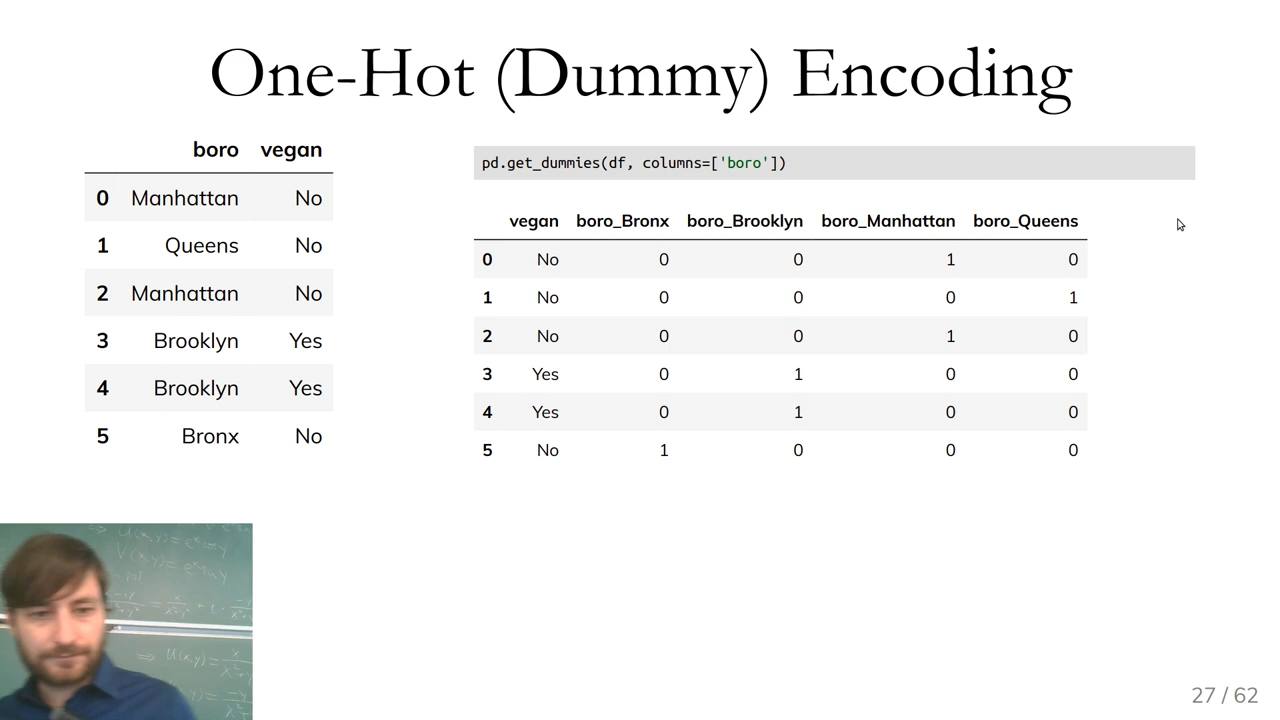 One-Hot (Dummy) Encoding
boro vegan
0 Manhattan No
1 Queens No
2 Manhattan No
3 Brooklyn Yes
4 Brooklyn Yes
5 Bronx No
pd.get_dummies(df, columns=['boro'])
vegan boro_Bronx boro_Brooklyn boro_Manhattan boro_Queens
0 No 0 0 1 0
1 No 0 0 0 1
2 No 0 0 1 0
3 Yes 0 1 0 0
4 Yes 0 1 0 0
5 No 1 0 0 0
27 / 62